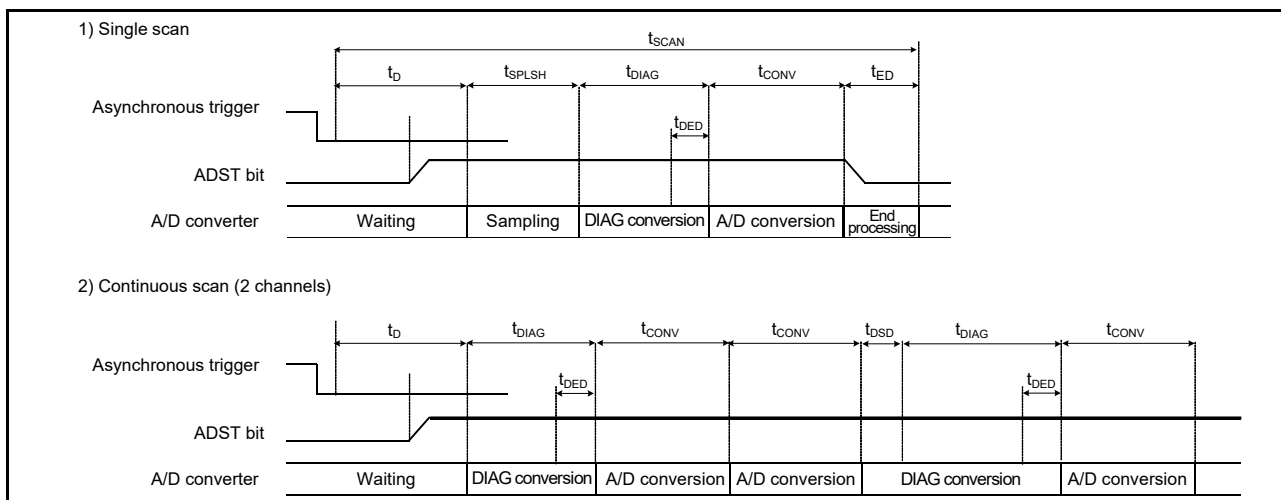 1) Single scan
tSCAN
tD tSPLSH tDIAG tCONV tED
Asynchronous trigger
tDED
ADST bit
A/D converter Waiting Sampling DIAG conversion A/D conversion End processing
2) Continuous scan (2 channels)
tD tDIAG tCONV tCONV tDSD tDIAG tCONV
Asynchronous trigger
tDED tDED
ADST bit
A/D converter Waiting DIAG conversion A/D conversion A/D conversion DIAG conversion A/D conversion